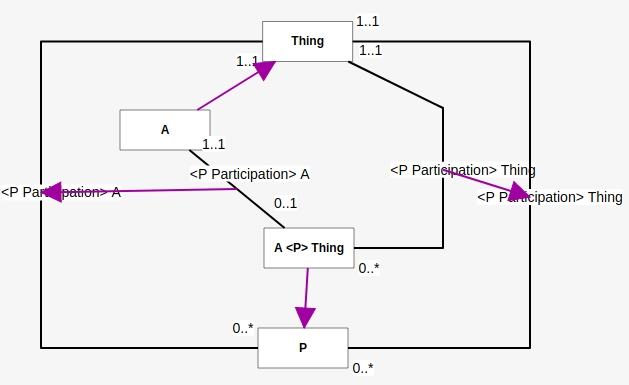 1..1
Thing
1..1
1..1
A
1..1
<P Participation> A
<P Participation> Thing
<P Participation> A
<P Participation> Thing
0..1
A <P> Thing
0..*
0..*
P
0..*